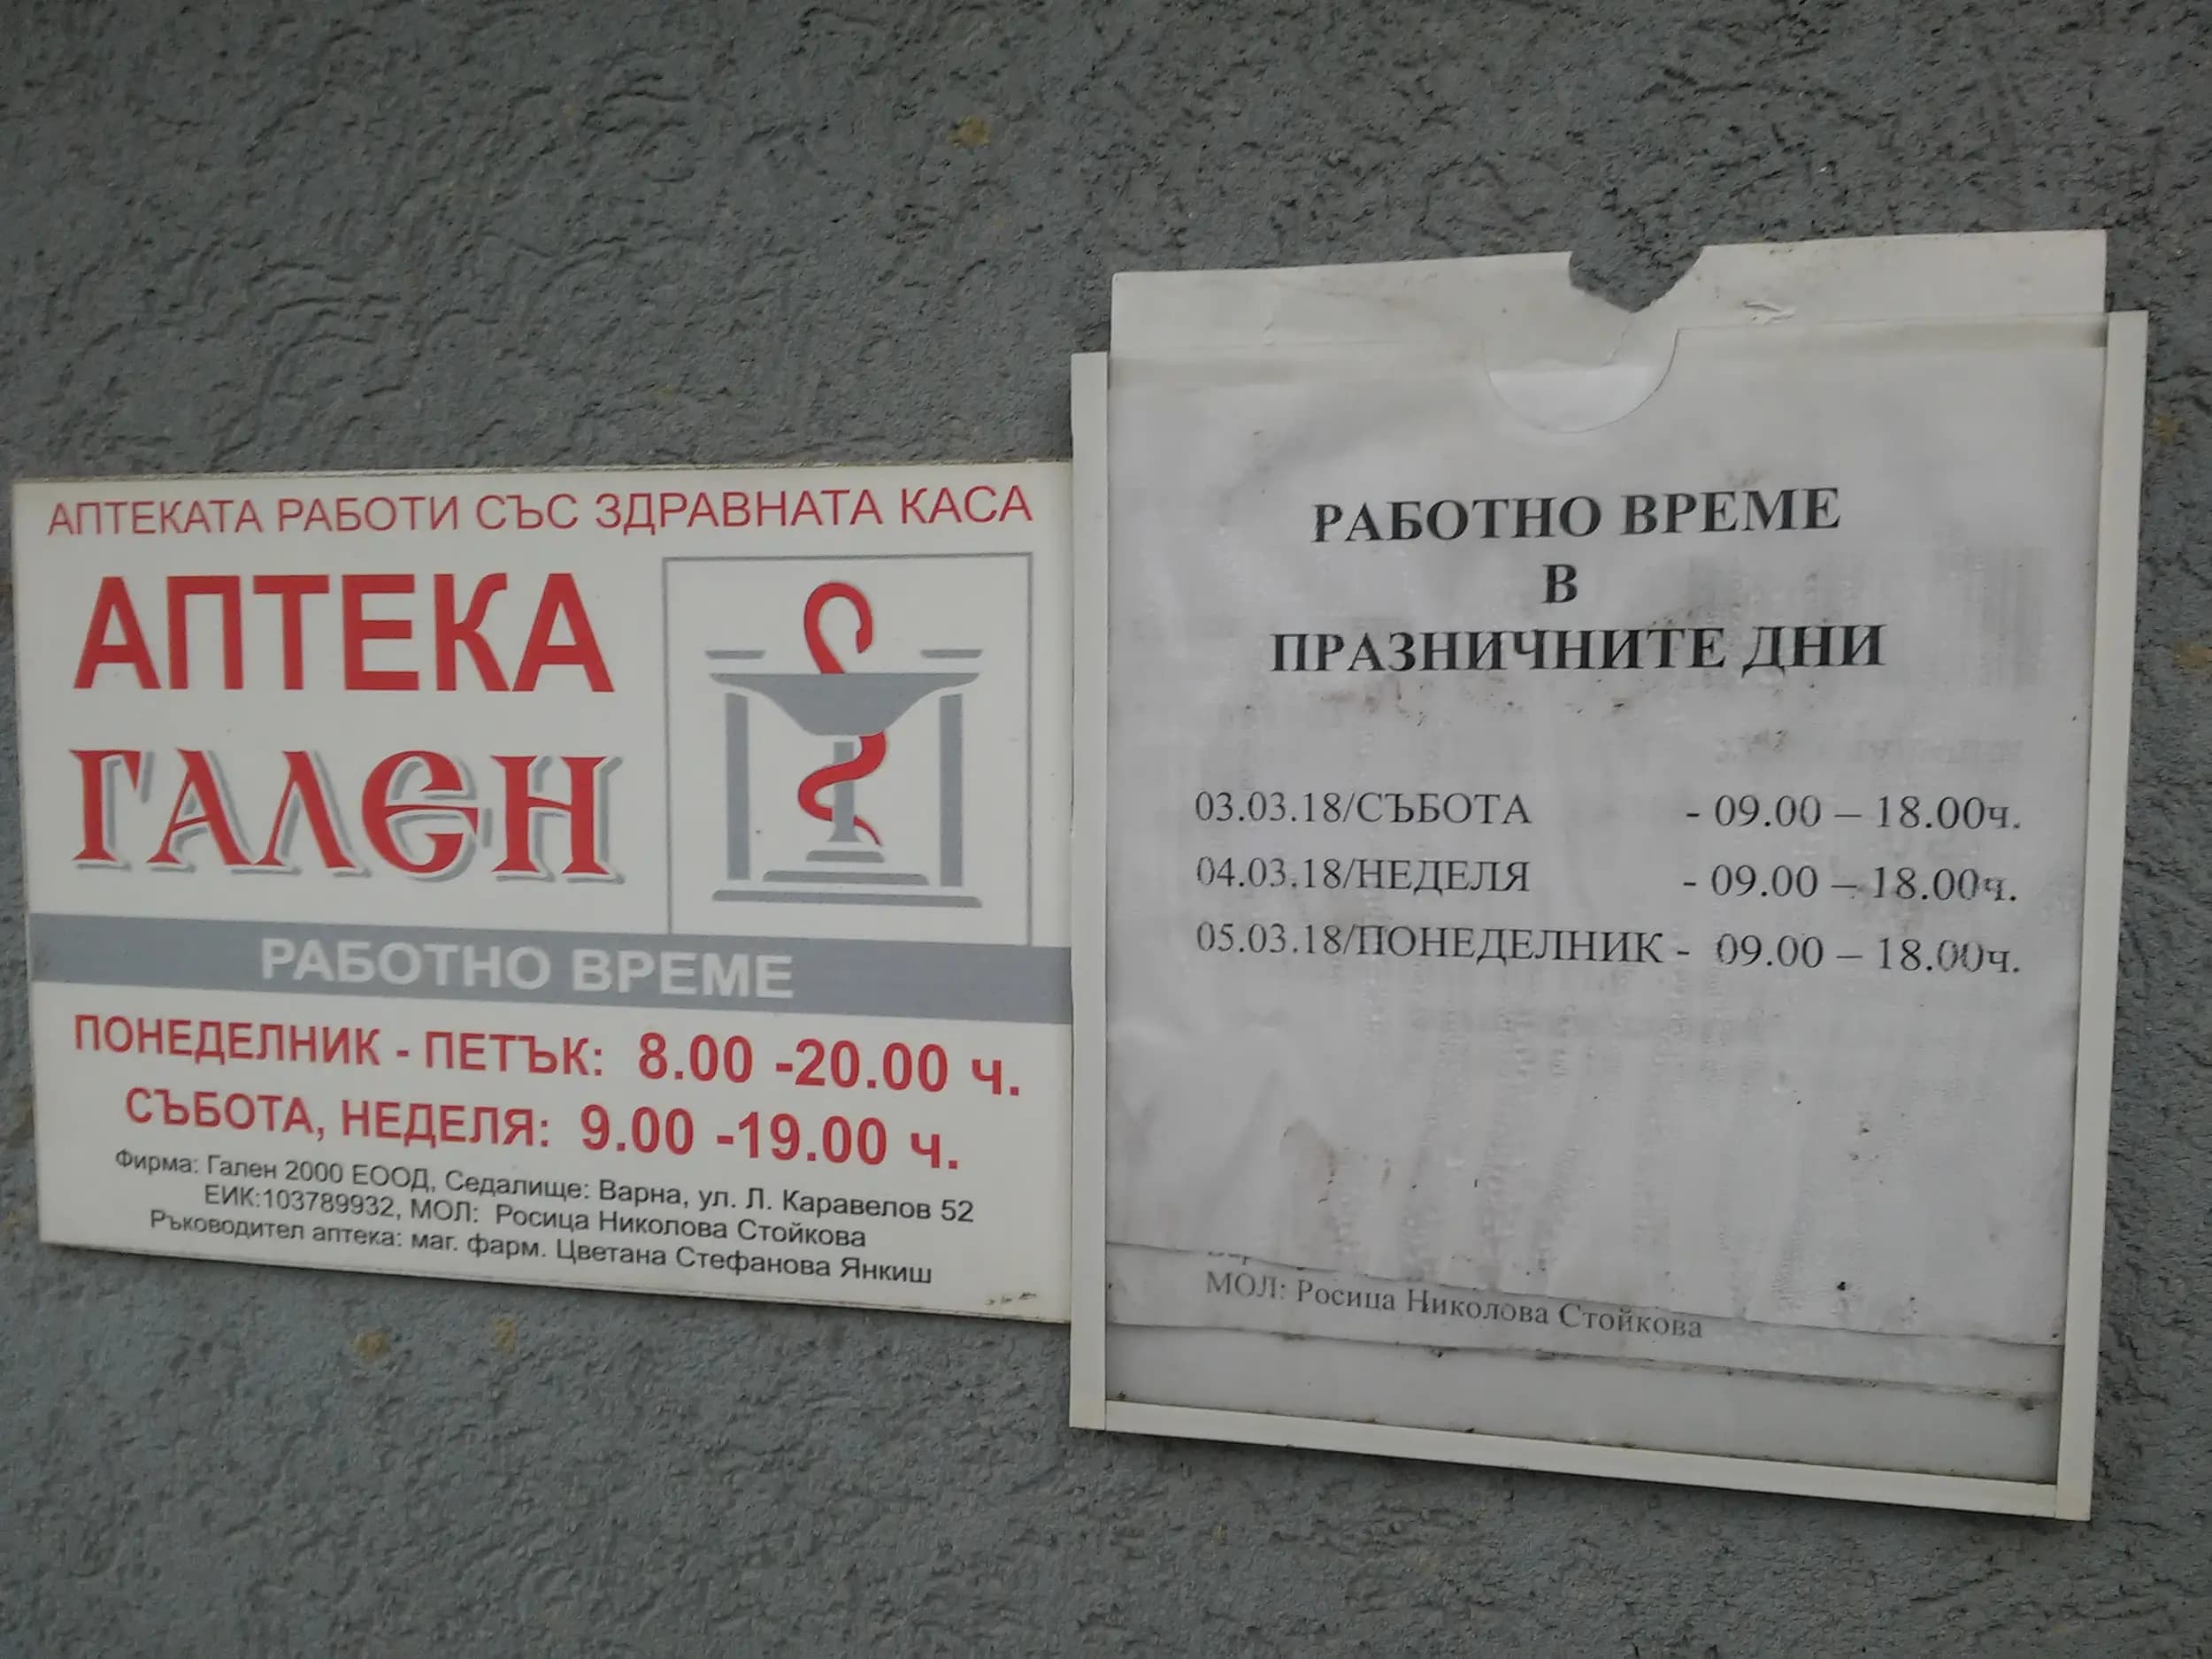 АПТЕКАТА РАБОТИ СЪС ЗДРАВНАТА КАСА
АПТЕКА
ГАЛЕН
РАБОТНО ВРЕМЕ
ПОНЕДЕЛНИК - ПЕТЪК: 8.00 -20.00 ч.
СЪБОТА, НЕДЕЛЯ: 9.00 -19.00 ч.
Фирма: Гален 2000 ЕООД, Седалище: Варна, ул. Л. Каравелов 52
ЕИК:103789932, МОЛ: Росица Николова Стойкова
Ръководител аптека: маг. фарм. Цветана Стефанова Янкиш
РАБОТНО ВРЕМЕ
В
ПРАЗНИЧНИТЕ ДНИ
03.03.18/СЪБОТА - 09.00 – 18.00ч.
04.03.18/НЕДЕЛЯ - 09.00 – 18.00ч.
05.03.18/ПОНЕДЕЛНИК - 09.00 – 18.00ч.
МОЛ: Росица Николова Стойкова